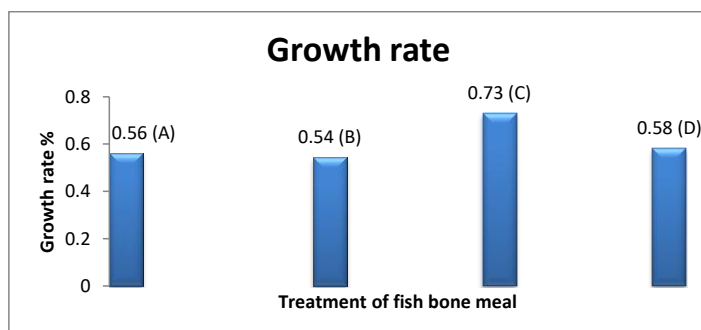 Growth rate
0.8
0.6
0.4
0.2
0
Growth rate %
0.56 (A)
0.54 (B)
0.73 (C)
0.58 (D)
Treatment of fish bone meal